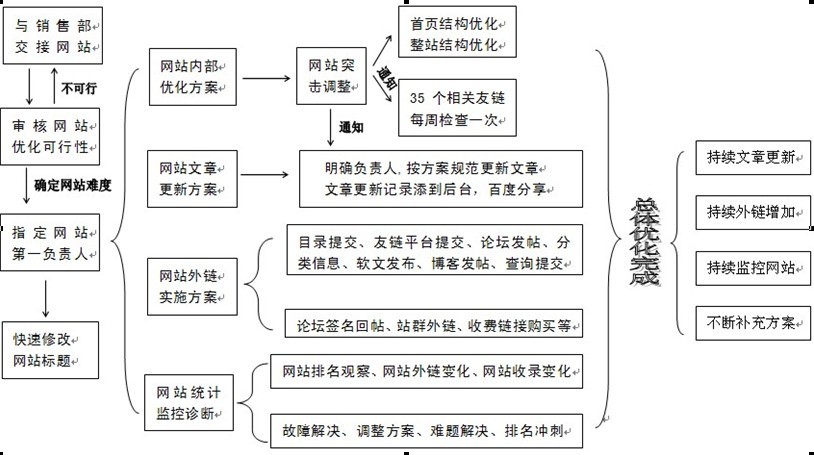 与销售部
交接网站
不可行
审核网站
优化可行性
确定网站难度
指定网站
第一负责人
快速修改
网站标题
网站内部
优化方案
网站突
击调整
首页结构优化
整站结构优化
通知
35 个相关友链
每周检查一次
通知
网站文章
更新方案
明确负责人,按方案规范更新文章
文章更新记录添到后台，百度分享
网站外链
实施方案
目录提交、友链平台提交、论坛发帖、分
类信息、软文发布、博客发帖、查询提交
论坛签名回帖、站群外链、收费链接购买等
网站统计
监控诊断
网站排名观察、网站外链变化、网站收录变化
故障解决、调整方案、难题解决、排名冲刺
总体优化完成
持续文章更新
持续外链增加
持续监控网站
不断补充方案